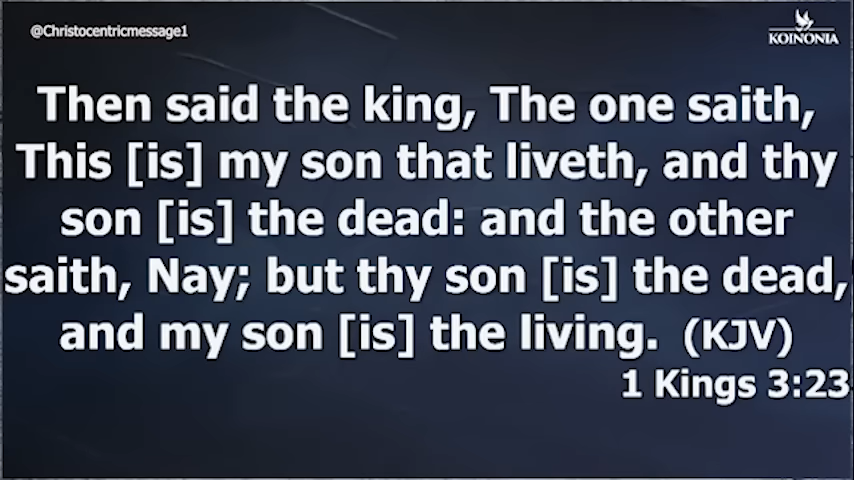 @Christocentricmessage1
KOINONIA
Then said the king, The one saith,
This [is] my son that liveth, and thy
son [is] the dead: and the other
saith, Nay; but thy son [is] the dead,
and my son [is] the living. (KJV)
1 Kings 3:23